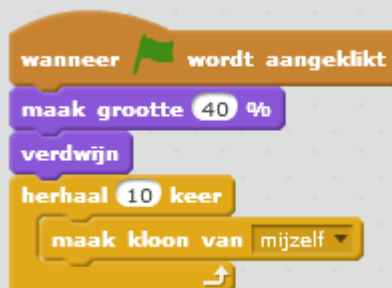 wanneer wordt aangeklikt
maak grootte 40 %
verdwijn
herhaal 10 keer
maak kloon van mijzelf